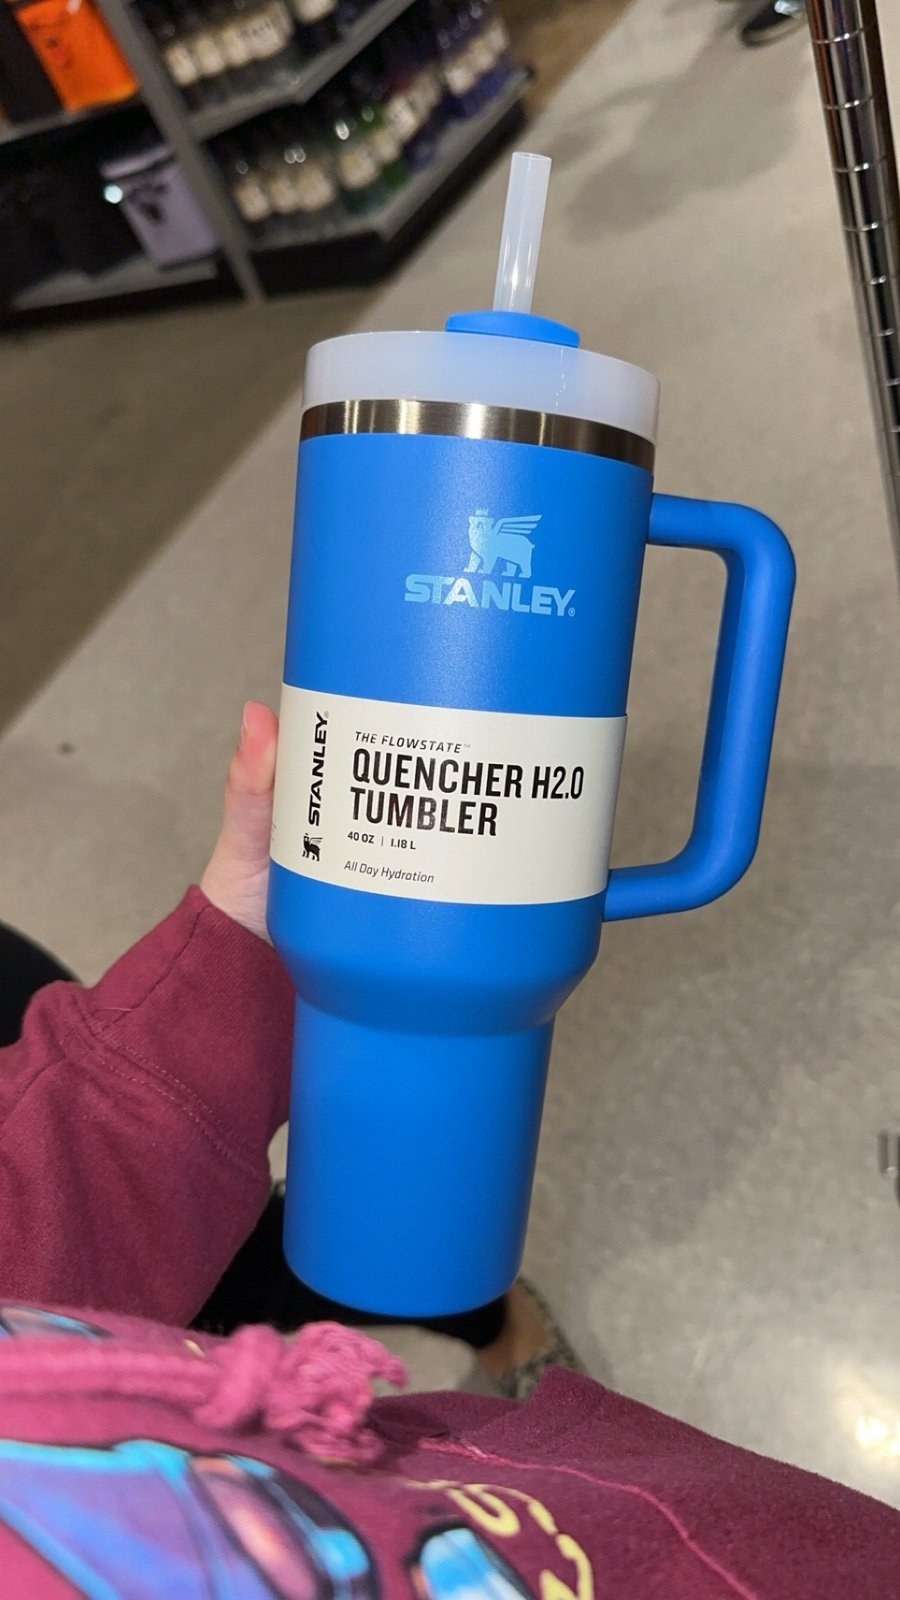 STANLEY®
STANLEY®
THE FLOWSTATE™
QUENCHER H2.0
TUMBLER
40 OZ | 1.18 L
All Day Hydration